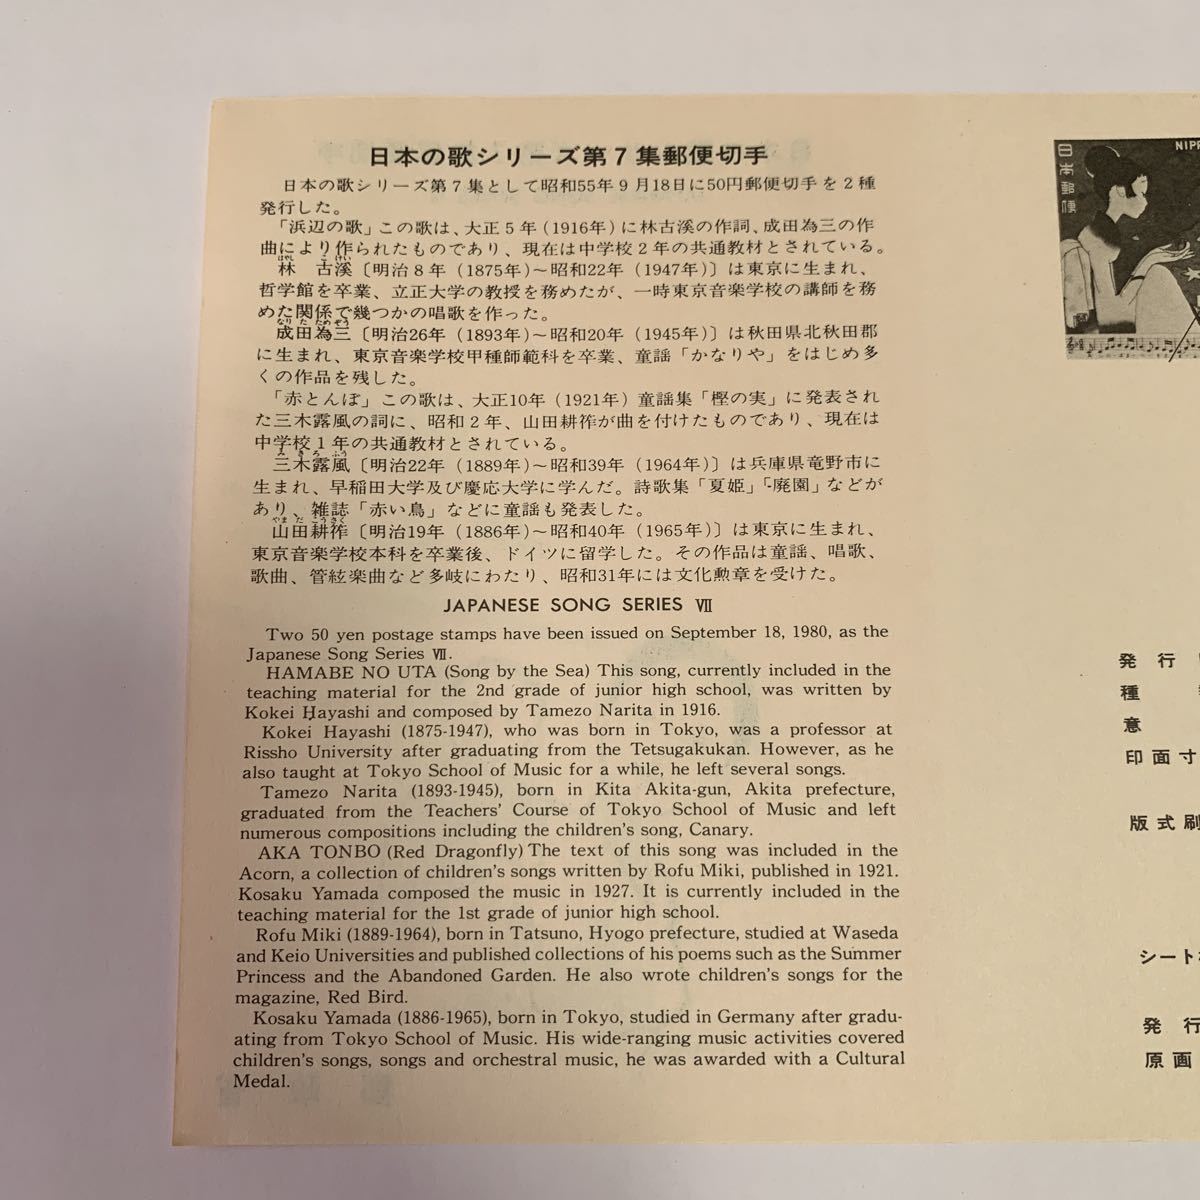 日本の歌シリーズ第7集郵便切手
日本の歌シリーズ第7集として昭和55年9月18日に50円郵便切手を2種
発行した。
「浜辺の歌」この歌は、大正5年(1916年)に林古溪の作詞、成田為三の作
曲により作られたものであり、現在は中学校2年の共通教材とされている。
はやし こけい
林 古溪〔明治8年(1875年)~昭和22年(1947年)〕は東京に生まれ、
哲学館を卒業、立正大学の教授を務めたが、一時東京音楽学校の講師を務
めた関係で幾つかの唱歌を作った。
なりた ためぞう
成田為三〔明治26年(1893年)~昭和20年(1945年)〕は秋田県北秋田郡
に生まれ、東京音楽学校甲種師範科を卒業、童謡「かなりや」をはじめ多
くの作品を残した。
「赤とんぼ」この歌は、大正10年(1921年)童謡集「樫の実」に発表され
た三木露風の詞に、昭和2年、山田耕筰が曲を付けたものであり、現在は
中学校1年の共通教材とされている。
みき ろふう
三木露風〔明治22年(1889年)~昭和39年(1964年)〕は兵庫県竜野市に
生まれ、早稲田大学及び慶応大学に学んだ。詩歌集「夏姫」「廃園」などが
あり、雑誌「赤い鳥」などに童謡も発表した。
やまだ こうさく
山田耕筰〔明治19年(1886年)~昭和40年(1965年)〕は東京に生まれ、
東京音楽学校本科を卒業後、ドイツに留学した。その作品は童謡、唱歌、
歌曲、管絃楽曲など多岐にわたり、昭和31年には文化勲章を受けた。
JAPANESE SONG SERIES Ⅶ
Two 50 yen postage stamps have been issued on September 18, 1980, as the
Japanese Song Series Ⅶ.
HAMABE NO UTA (Song by the Sea) This song, currently included in the
teaching material for the 2nd grade of junior high school, was written by
Kokei Hayashi and composed by Tamezo Narita in 1916.
Kokei Hayashi (1875-1947), who was born in Tokyo, was a professor at
Rissho University after graduating from the Tetsugakukan. However, as he
also taught at Tokyo School of Music for a while, he left several songs.
Tamezo Narita (1893-1945), born in Kita Akita-gun, Akita prefecture,
graduated from the Teachers' Course of Tokyo School of Music and left
numerous compositions including the children's song, Canary.
AKA TONBO (Red Dragonfly) The text of this song was included in the
Acorn, a collection of children's songs written by Rofu Miki, published in 1921.
Kosaku Yamada composed the music in 1927. It is currently included in the
teaching material for the 1st grade of junior high school.
Rofu Miki (1889-1964), born in Tatsuno, Hyogo prefecture, studied at Waseda
and Keio Universities and published collections of his poems such as the Summer
Princess and the Abandoned Garden. He also wrote children's songs for the
magazine, Red Bird.
Kosaku Yamada (1886-1965), born in Tokyo, studied in Germany after gradu-
ating from Tokyo School of Music. His wide-ranging music activities covered
children's songs, songs and orchestral music, he was awarded with a Cultural
Medal.
日本郵便
NIPP
発行
種
意
印面寸
版式刷
シート
発行
原画